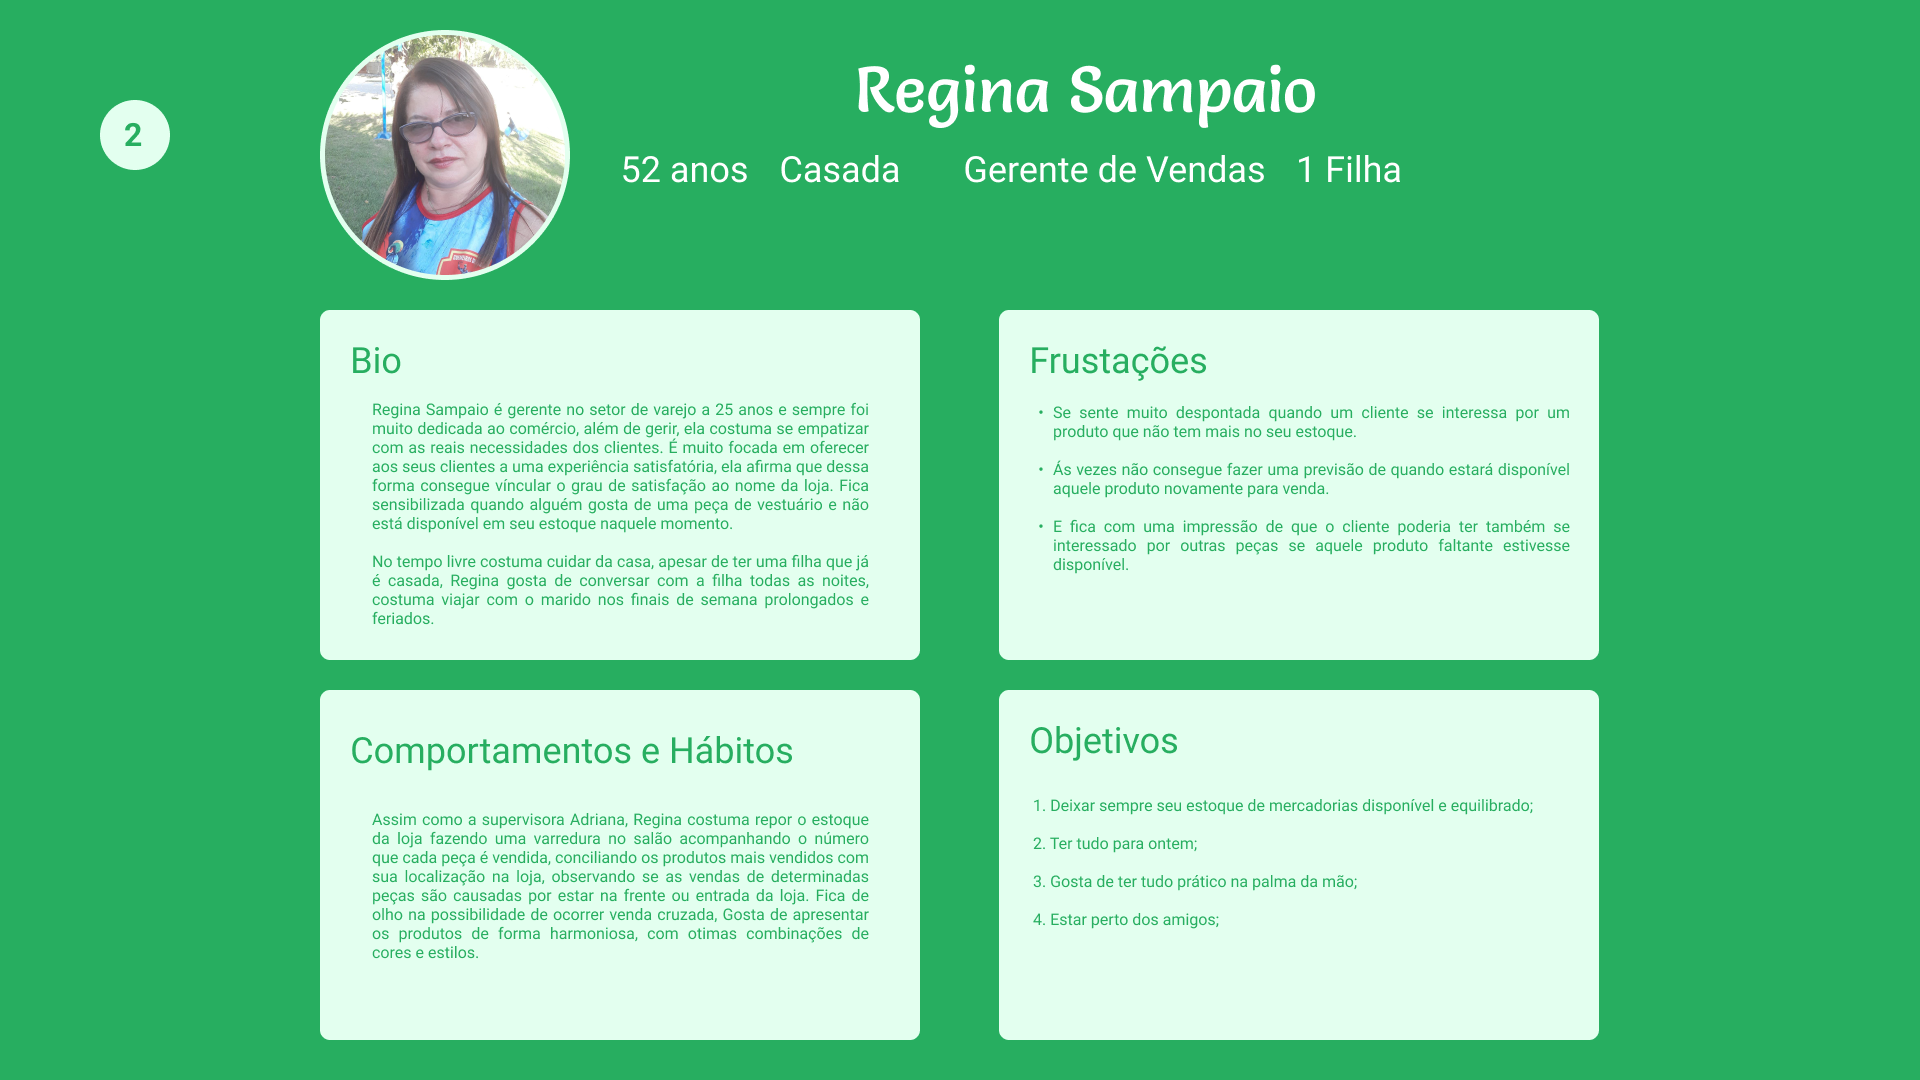 2
Regina Sampaio
52 anos Casada Gerente de Vendas 1 Filha
Bio
Regina Sampaio é gerente no setor de varejo a 25 anos e sempre foi
muito dedicada ao comércio, além de gerir, ela costuma se empatizar
com as reais necessidades dos clientes. É muito focada em oferecer
aos seus clientes a uma experiência satisfatória, ela afirma que dessa
forma consegue víncular o grau de satisfação ao nome da loja. Fica
sensibilizada quando alguém gosta de uma peça de vestuário e não
está disponível em seu estoque naquele momento.
No tempo livre costuma cuidar da casa, apesar de ter uma filha que já
é casada, Regina gosta de conversar com a filha todas as noites,
costuma viajar com o marido nos finais de semana prolongados e
feriados.
Frustações
• Se sente muito despontada quando um cliente se interessa por um
produto que não tem mais no seu estoque.
• Ás vezes não consegue fazer uma previsão de quando estará disponível
aquele produto novamente para venda.
• E fica com uma impressão de que o cliente poderia ter também se
interessado por outras peças se aquele produto faltante estivesse
disponível.
Comportamentos e Hábitos
Assim como a supervisora Adriana, Regina costuma repor o estoque
da loja fazendo uma varredura no salão acompanhando o número
que cada peça é vendida, conciliando os produtos mais vendidos com
sua localização na loja, observando se as vendas de determinadas
peças são causadas por estar na frente ou entrada da loja. Fica de
olho na possibilidade de ocorrer venda cruzada, Gosta de apresentar
os produtos de forma harmoniosa, com otimas combinações de
cores e estilos.
Objetivos
1. Deixar sempre seu estoque de mercadorias disponível e equilibrado;
2. Ter tudo para ontem;
3. Gosta de ter tudo prático na palma da mão;
4. Estar perto dos amigos;